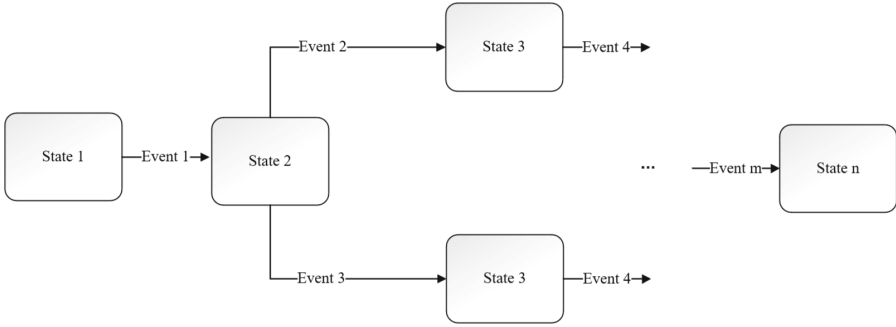 Event 2
State 3
Event 4
State 1
Event 1
State 2
...
Event m
State n
Event 3
State 3
Event 4